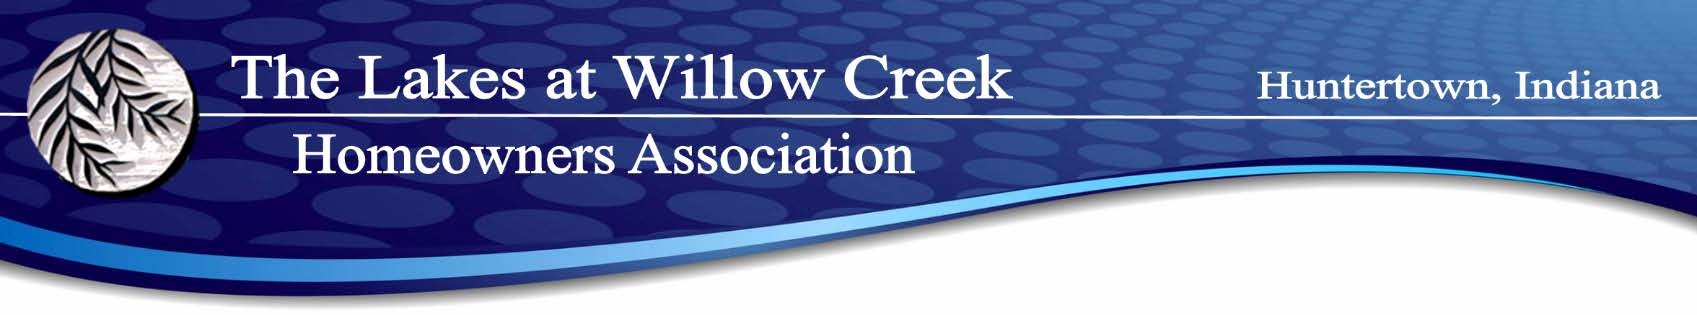 The Lakes at Willow Creek
Homeowners Association
Huntertown, Indiana